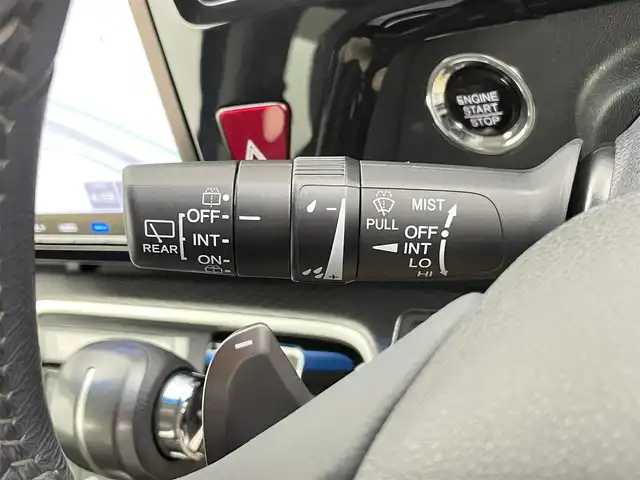 ENGINE
START
STOP
OFF
REAR
INT
ON
MIST
PULL
OFF
INT
LO
HI